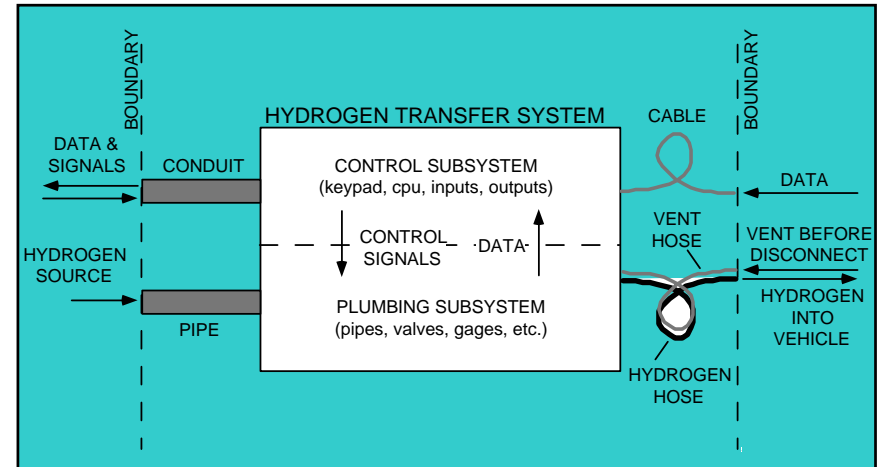 BOUNDARY
DATA &
SIGNALS
CONDUIT
HYDROGEN
SOURCE
PIPE
HYDROGEN TRANSFER SYSTEM
CONTROL SUBSYSTEM
(keypad, cpu, inputs, outputs)
CONTROL
SIGNALS
DATA
PLUMBING SUBSYSTEM
(pipes, valves, gages, etc.)
CABLE
VENT
HOSE
HYDROGEN
HOSE
BOUNDARY
DATA
VENT BEFORE
DISCONNECT
HYDROGEN
INTO
VEHICLE